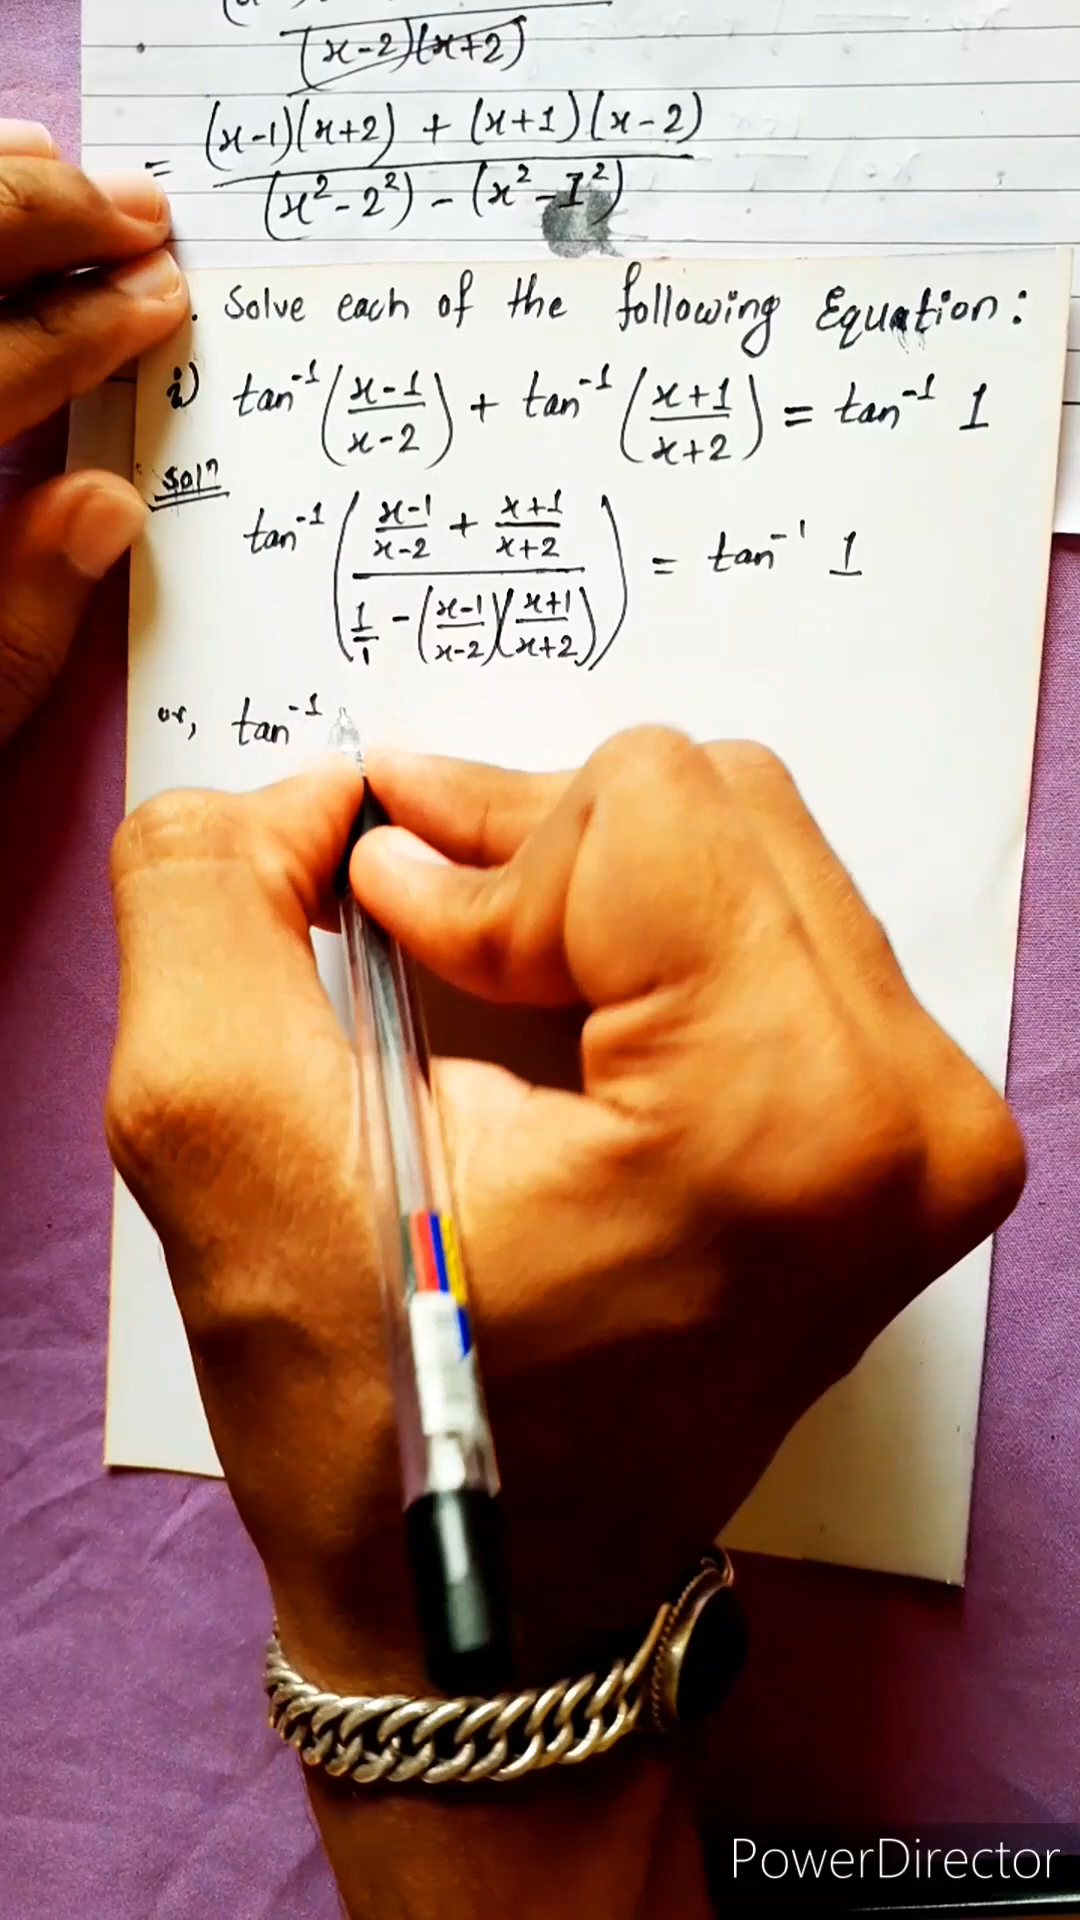 (x-2)(x+2)
= (x-1)(x+2) + (x+1)(x-2)
(x²-2²) - (x²-1²)
. Solve each of the following Equation:
i) tan⁻¹(x-1/x-2) + tan⁻¹(x+1/x+2) = tan⁻¹ 1
Solⁿ
tan⁻¹(x-1/x-2 + x+1/x+2 / 1/1 - (x-1/x-2)(x+1/x+2)) = tan⁻¹ 1
or, tan⁻¹
PowerDirector